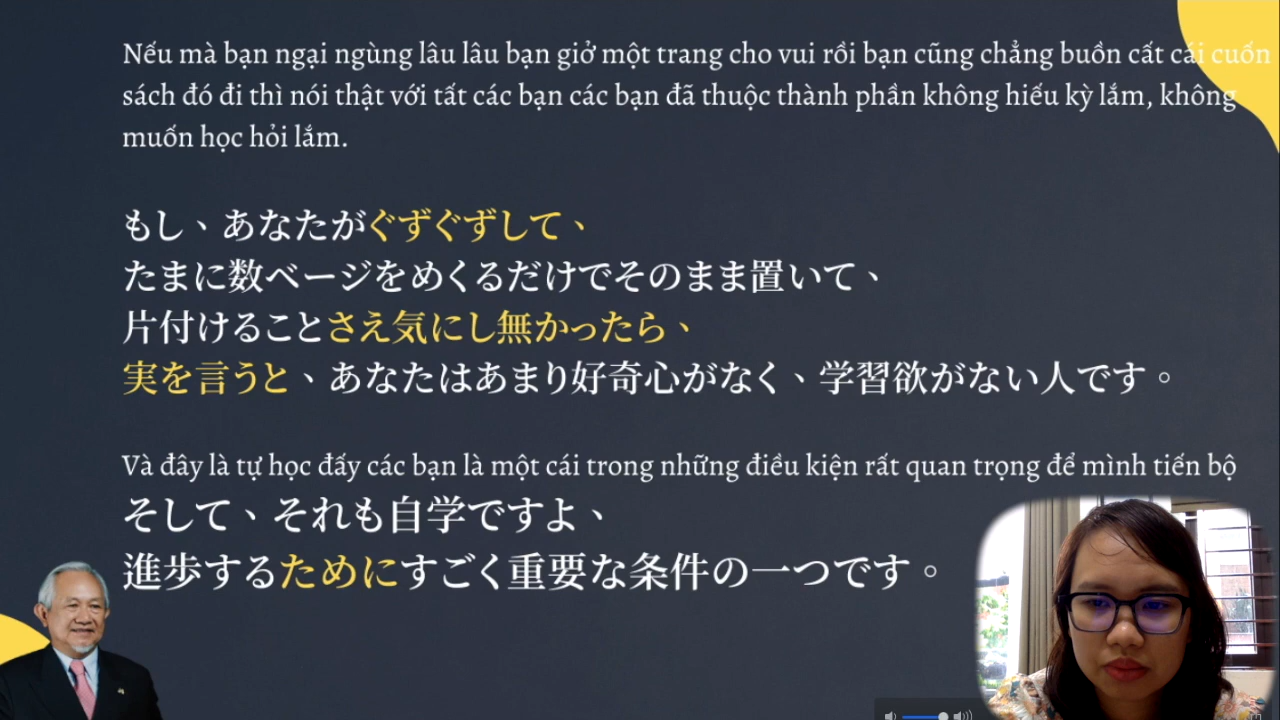 Nếu mà bạn ngại ngùng lâu lâu bạn giở một trang cho vui rồi bạn cũng chẳng buồn cất cái cuốn
sách đó đi thì nói thật với tất các bạn các bạn đã thuộc thành phần không hiếu kỳ lắm, không
muốn học hỏi lắm.
もし、あなたがぐずぐずして、
たまに数ページをめくるだけでそのまま置いて、
片付けることさえ気にし無かったら、
実を言うと、あなたはあまり好奇心がなく、学習欲がない人です。
Và đây là tự học đấy các bạn là một cái trong những điều kiện rất quan trọng để mình tiến bộ
そして、それも自学ですよ、
進歩するためにすごく重要な条件の一つです。